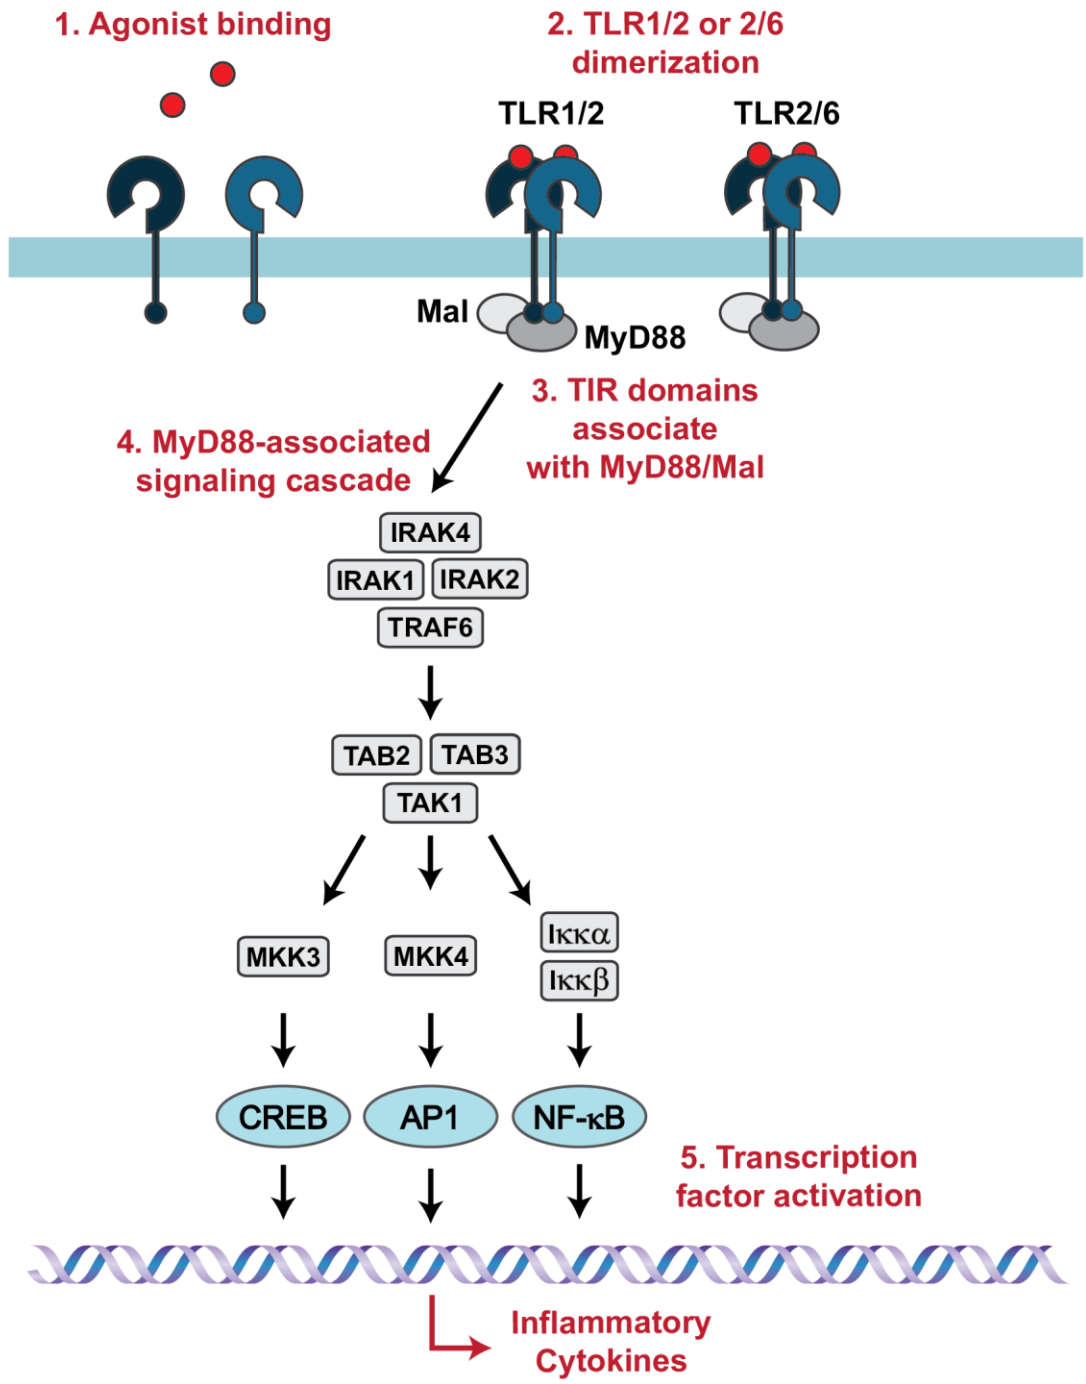 1. Agonist binding
2. TLR1/2 or 2/6
dimerization
TLR1/2
TLR2/6
Mal
MyD88
3. TIR domains
associate
with MyD88/Mal
4. MyD88-associated
signaling cascade
IRAK4
IRAK1 IRAK2
TRAF6
TAB2 TAB3
TAK1
MKK3
MKK4
Iκκα
Iκκβ
CREB
AP1
NF-κB
5. Transcription
factor activation
Inflammatory
Cytokines